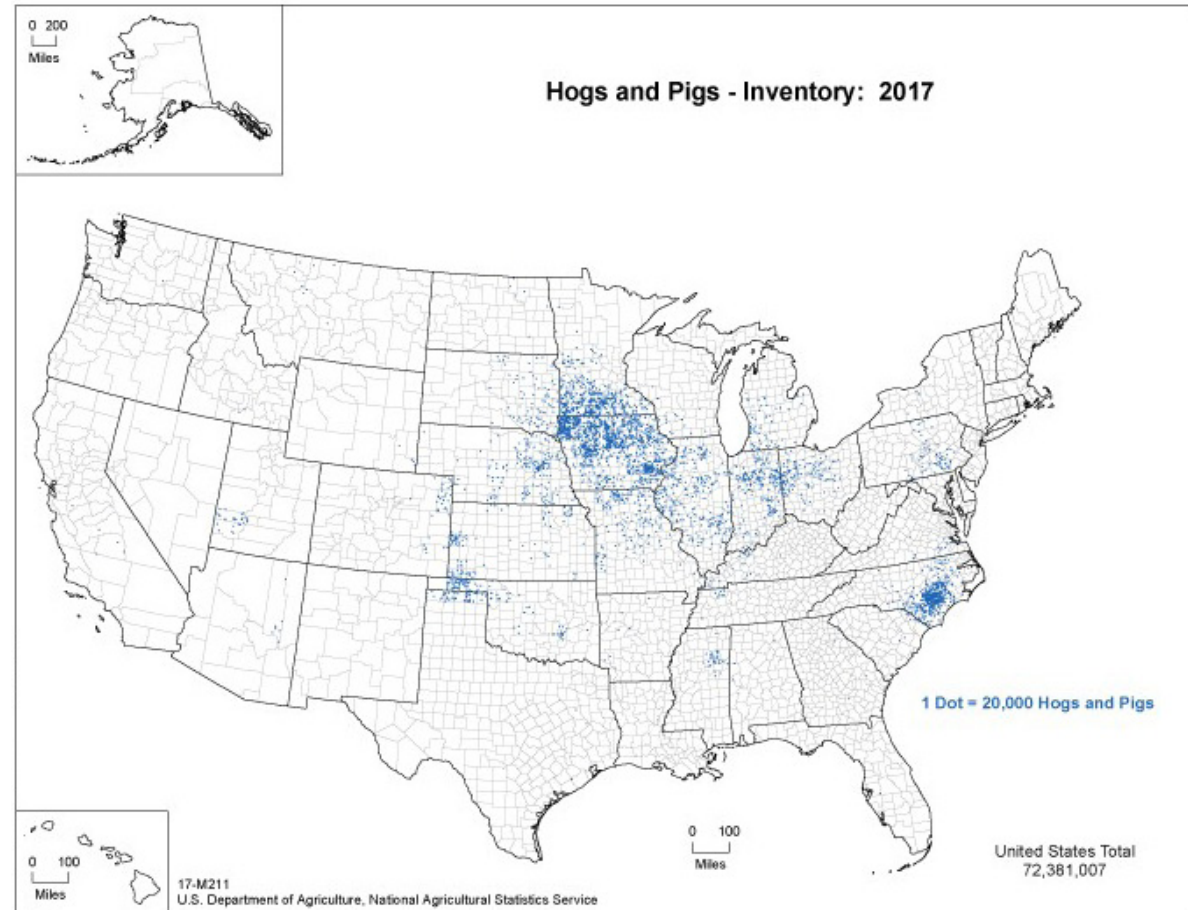 0 200
Miles
Hogs and Pigs - Inventory: 2017
1 Dot = 20,000 Hogs and Pigs
0 100
Miles
United States Total
72,381,007
0 100
Miles
17-M211
U.S. Department of Agriculture, National Agricultural Statistics Service